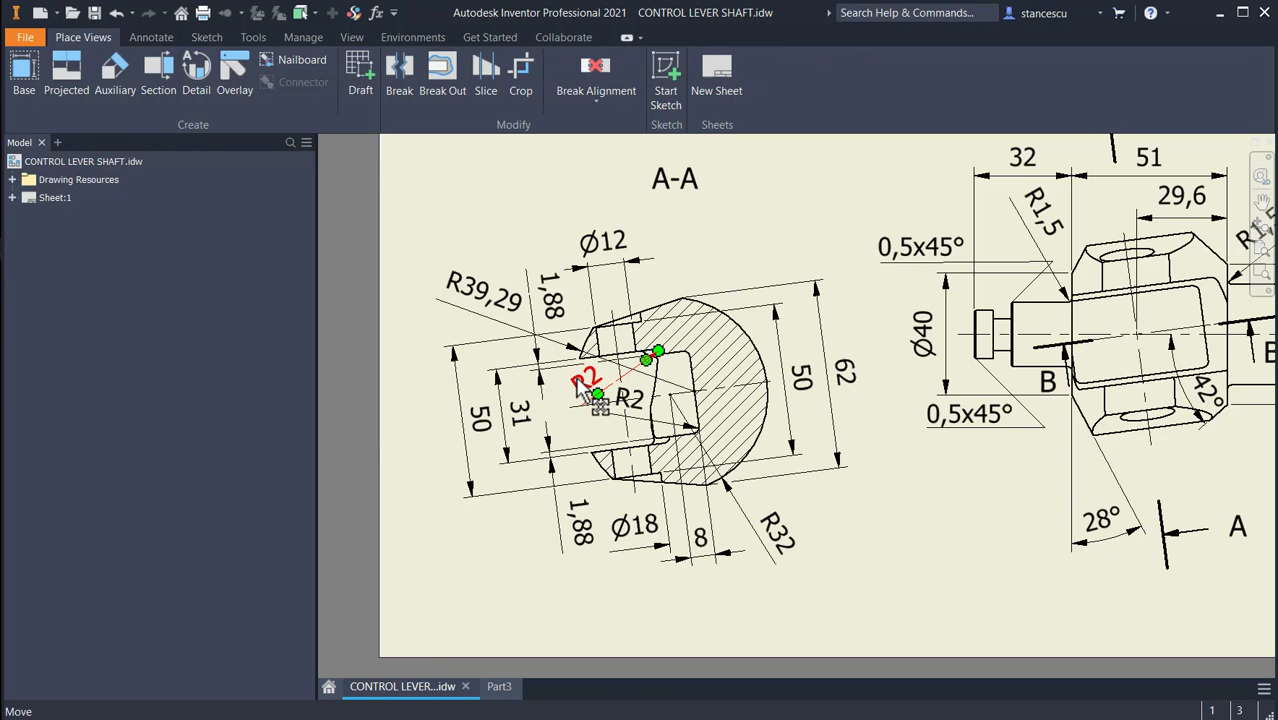 Autodesk Inventor Professional 2021 CONTROL LEVER SHAFT.idw
Search Help & Commands...
stancescu
File Place Views Annotate Sketch Tools Manage View Environments Get Started Collaborate
Base
Projected
Auxiliary
Section
Detail
Overlay
Nailboard
Connector
Draft
Break
Break Out
Slice
Crop
Break Alignment
Start
Sketch
New Sheet
Create
Modify
Sketch
Sheets
Model
CONTROL LEVER SHAFT.idw
Drawing Resources
Sheet:1
A-A
Ø12
1,88
R39,29
50
31
R2
R2
1,88
Ø18
8
R32
50
62
32
51
29,6
R1,5
0,5x45°
Ø40
B
0,5x45°
42°
28°
A
CONTROL LEVER...idw
Part3
Move
1
3